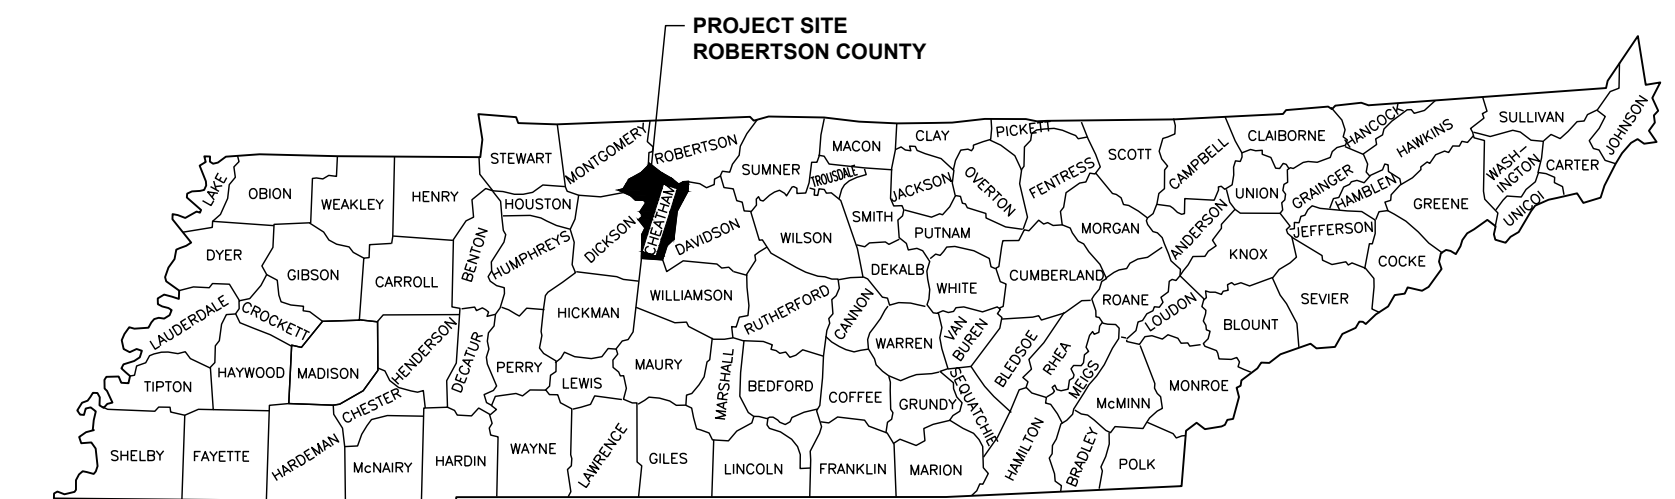 PROJECT SITE
ROBERTSON COUNTY
LAKE
OBION
WEAKLEY
HENRY
STEWART
MONTGOMERY
ROBERTSON
SUMNER
MACON
TROUSDALE
CLAY
PICKETT
JACKSON
OVERTON
FENTRESS
SCOTT
CAMPBELL
CLAIBORNE
HANCOCK
HAWKINS
SULLIVAN
JOHNSON
CARTER
WASH-
INGTON
UNICOI
GREENE
HAMBLEN
GRAINGER
UNION
ANDERSON
MORGAN
JEFFERSON
COCKE
KNOX
SEVIER
BLOUNT
LOUDON
ROANE
CUMBERLAND
PUTNAM
SMITH
WILSON
DAVIDSON
CHEATHAM
DICKSON
HOUSTON
HUMPHREYS
BENTON
CARROLL
GIBSON
DYER
LAUDERDALE
CROCKETT
HENDERSON
DECATUR
PERRY
HICKMAN
WILLIAMSON
RUTHERFORD
CANNON
DEKALB
WHITE
WARREN
VAN
BUREN
BLEDSOE
RHEA
MEIGS
McMINN
MONROE
TIPTON
HAYWOOD
MADISON
CHESTER
LEWIS
MAURY
MARSHALL
BEDFORD
COFFEE
GRUNDY
SEQUATCHIE
SHELBY
FAYETTE
HARDEMAN
McNAIRY
HARDIN
WAYNE
LAWRENCE
GILES
LINCOLN
FRANKLIN
MARION
HAMILTON
BRADLEY
POLK